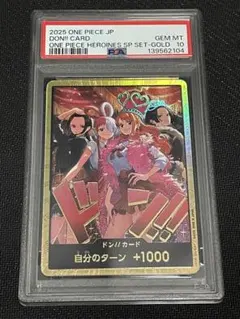 2025 ONE PIECE JP
DON!! CARD GEM MT
ONE PIECE HEROINES SP SET-GOLD 10
PSA 139562104
ドン!!
ドン!!カード
自分のターン +1000